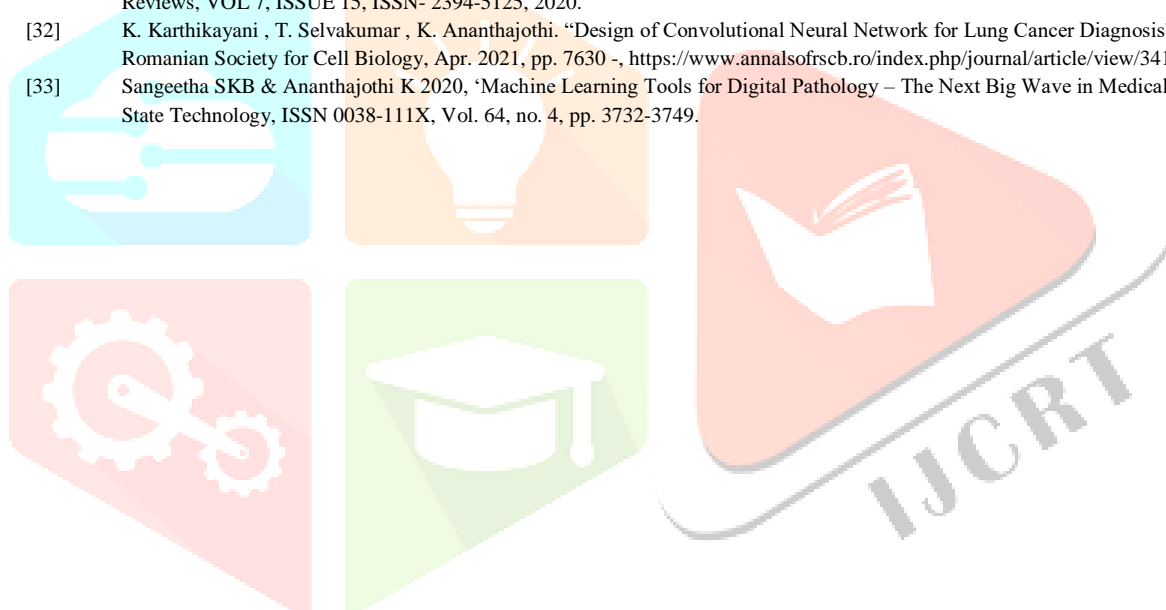 Reviews, VOL 7, ISSUE 15, ISSN- 2394-5125, 2020.
[32] K. Karthikayani , T. Selvakumar , K. Ananthajothi. “Design of Convolutional Neural Network for Lung Cancer Diagnosis”
Romanian Society for Cell Biology, Apr. 2021, pp. 7630 -, https://www.annalsofrscb.ro/index.php/journal/article/view/341
[33] Sangeetha SKB & Ananthajothi K 2020, ‘Machine Learning Tools for Digital Pathology – The Next Big Wave in Medical
State Technology, ISSN 0038-111X, Vol. 64, no. 4, pp. 3732-3749.
IJCRT